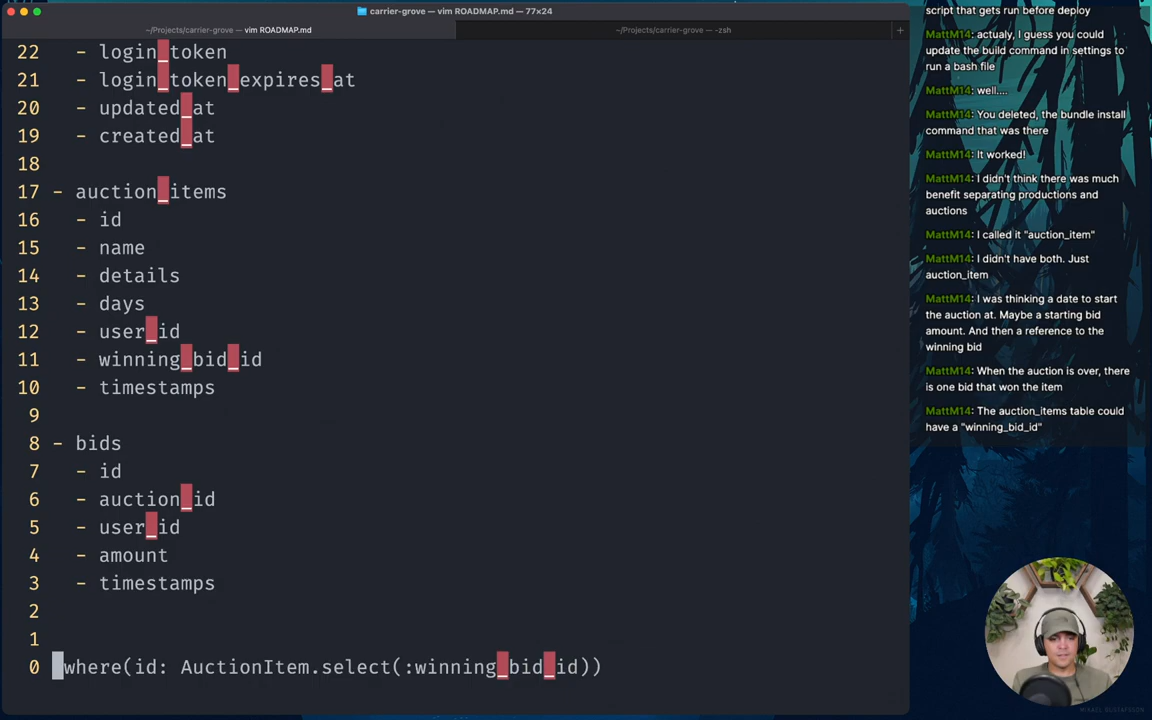 carrier-grove — vim ROADMAP.md — 77×24
~/Projects/carrier-grove — vim ROADMAP.md
~/Projects/carrier-grove — -zsh
+
22 - login_token
21 - login_token_expires_at
20 - updated_at
19 - created_at
18
17 - auction_items
16 - id
15 - name
14 - details
13 - days
12 - user_id
11 - winning_bid_id
10 - timestamps
9
8 - bids
7 - id
6 - auction_id
5 - user_id
4 - amount
3 - timestamps
2
1
0 where(id: AuctionItem.select(:winning_bid_id))
script that gets run before deploy
MattM14: actualy, I guess you could
update the build command in settings to
run a bash file
MattM14: well....
MattM14: You deleted, the bundle install
command that was there
MattM14: It worked!
MattM14: I didn't think there was much
benefit separating productions and
auctions
MattM14: I called it "auction_item"
MattM14: I didn't have both. Just
auction_item
MattM14: I was thinking a date to start
the auction at. Maybe a starting bid
amount. And then a reference to the
winning bid
MattM14: When the auction is over, there
is one bid that won the item
MattM14: The auction_items table could
have a "winning_bid_id"
MIKAEL GUSTAFSSON